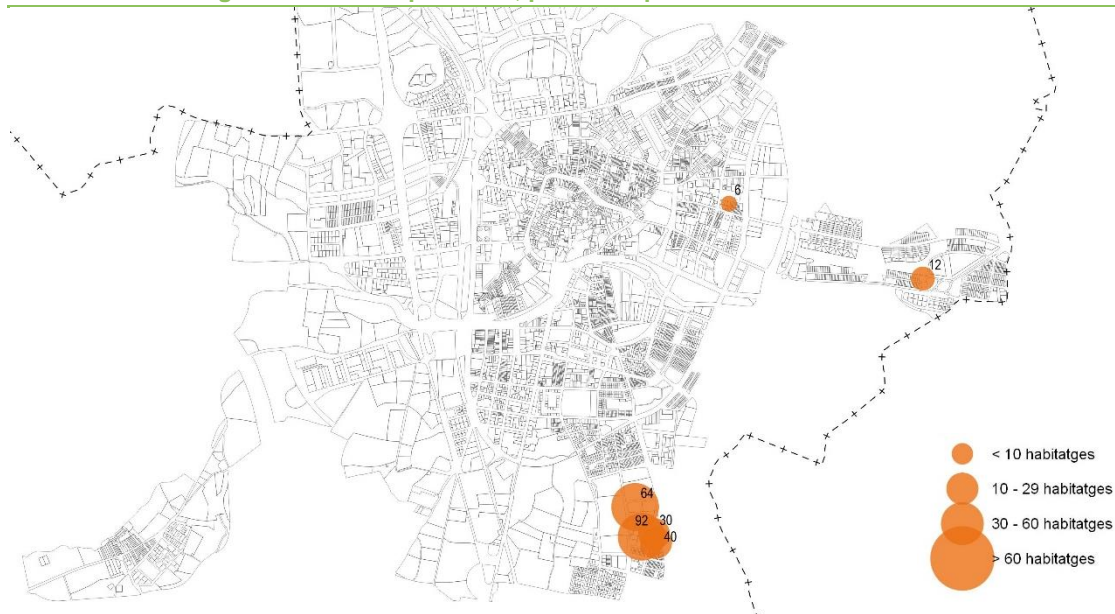 6
12
64
92 30
40
< 10 habitatges
10 - 29 habitatges
30 - 60 habitatges
> 60 habitatges